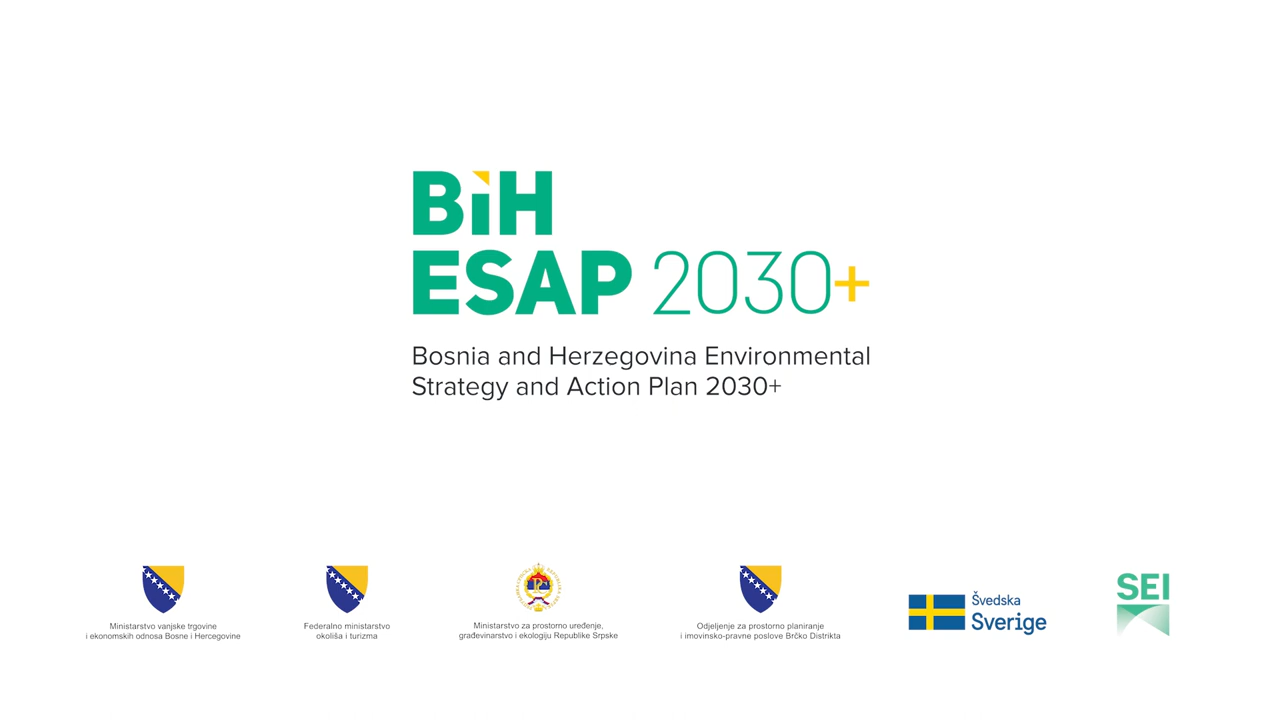 BiH
ESAP 2030+
Bosnia and Herzegovina Environmental
Strategy and Action Plan 2030+
Ministarstvo vanjske trgovine
i ekonomskih odnosa Bosne i Hercegovine
Federalno ministarstvo
okoliša i turizma
Ministarstvo za prostorno uređenje,
građevinarstvo i ekologiju Republike Srpske
Odjeljenje za prostorno planiranje
i imovinsko-pravne poslove Brčko Distrikta
Švedska
Sverige
SEI